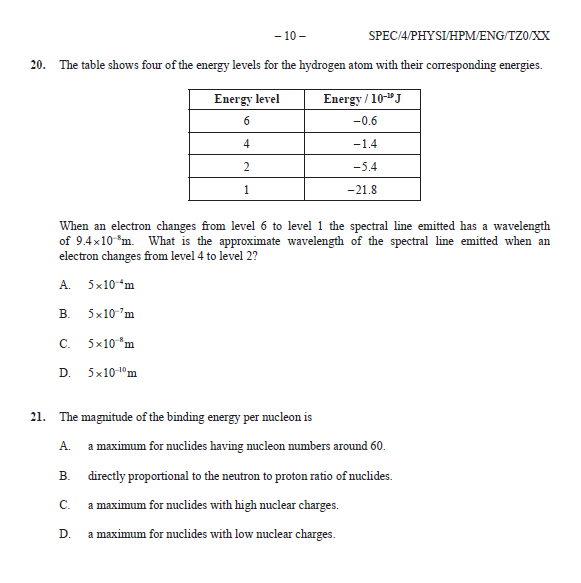 – 10 –
SPEC/4/PHYSI/HPM/ENG/TZ0/XX
20. The table shows four of the energy levels for the hydrogen atom with their corresponding energies.
Energy level Energy / 10⁻¹⁹ J
6 −0.6
4 −1.4
2 −5.4
1 −21.8
When an electron changes from level 6 to level 1 the spectral line emitted has a wavelength
of 9.4×10⁻⁸m. What is the approximate wavelength of the spectral line emitted when an
electron changes from level 4 to level 2?
A. 5×10⁻⁴m
B. 5×10⁻⁷m
C. 5×10⁻⁸m
D. 5×10⁻¹⁰m
21. The magnitude of the binding energy per nucleon is
A. a maximum for nuclides having nucleon numbers around 60.
B. directly proportional to the neutron to proton ratio of nuclides.
C. a maximum for nuclides with high nuclear charges.
D. a maximum for nuclides with low nuclear charges.